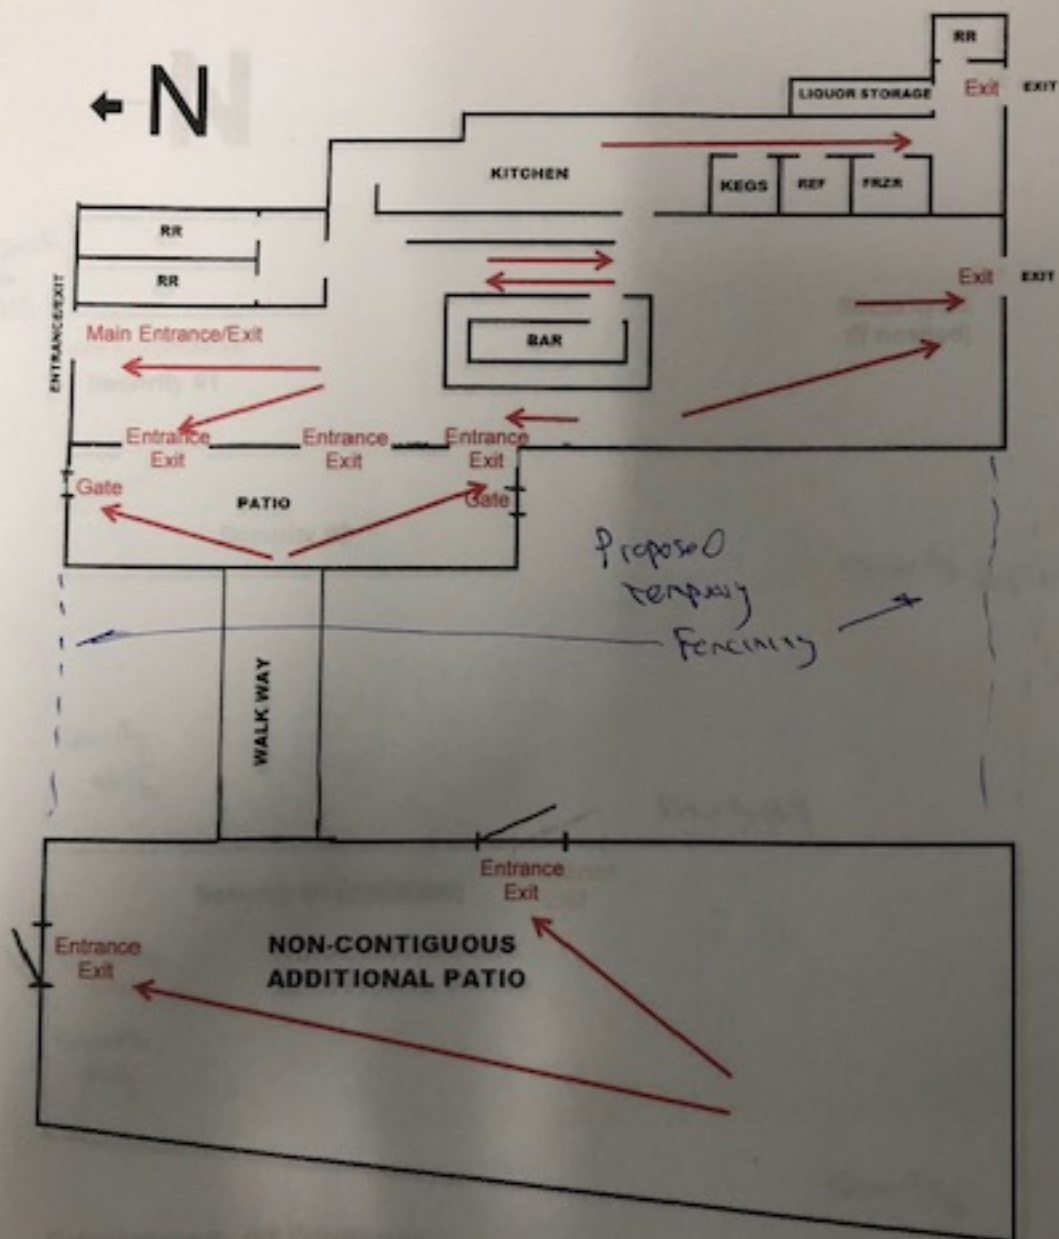 RR
N
LIQUOR STORAGE
Exit
EXIT
KITCHEN
KEGS
REF
FRZR
RR
RR
Exit
EXIT
ENTRANCE/EXIT
Main Entrance/Exit
BAR
Entrance
Exit
Entrance
Exit
Entrance
Exit
Gate
PATIO
Gate
Proposed
Fencining
WALK WAY
Entrance
Exit
Entrance
Exit
NON-CONTIGUOUS
ADDITIONAL PATIO